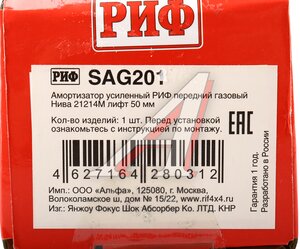 РИФ
РИФ SAG201
Амортизатор усиленный РИФ передний газовый
Нива 21214М лифт 50 мм
Кол-во изделий: 1 шт. Перед установкой
ознакомьтесь с инструкцией по монтажу.
EAC
4 627164 280312
Имп.: ООО «Альфа», 125080, г. Москва,
Волоколамское ш, дом № 15/22, www.rif4x4.ru
Изг: Янжоу Фокус Шок Абсорбер Ко. ЛТД. КНР
Гарантия 1 год.
Разработано в России